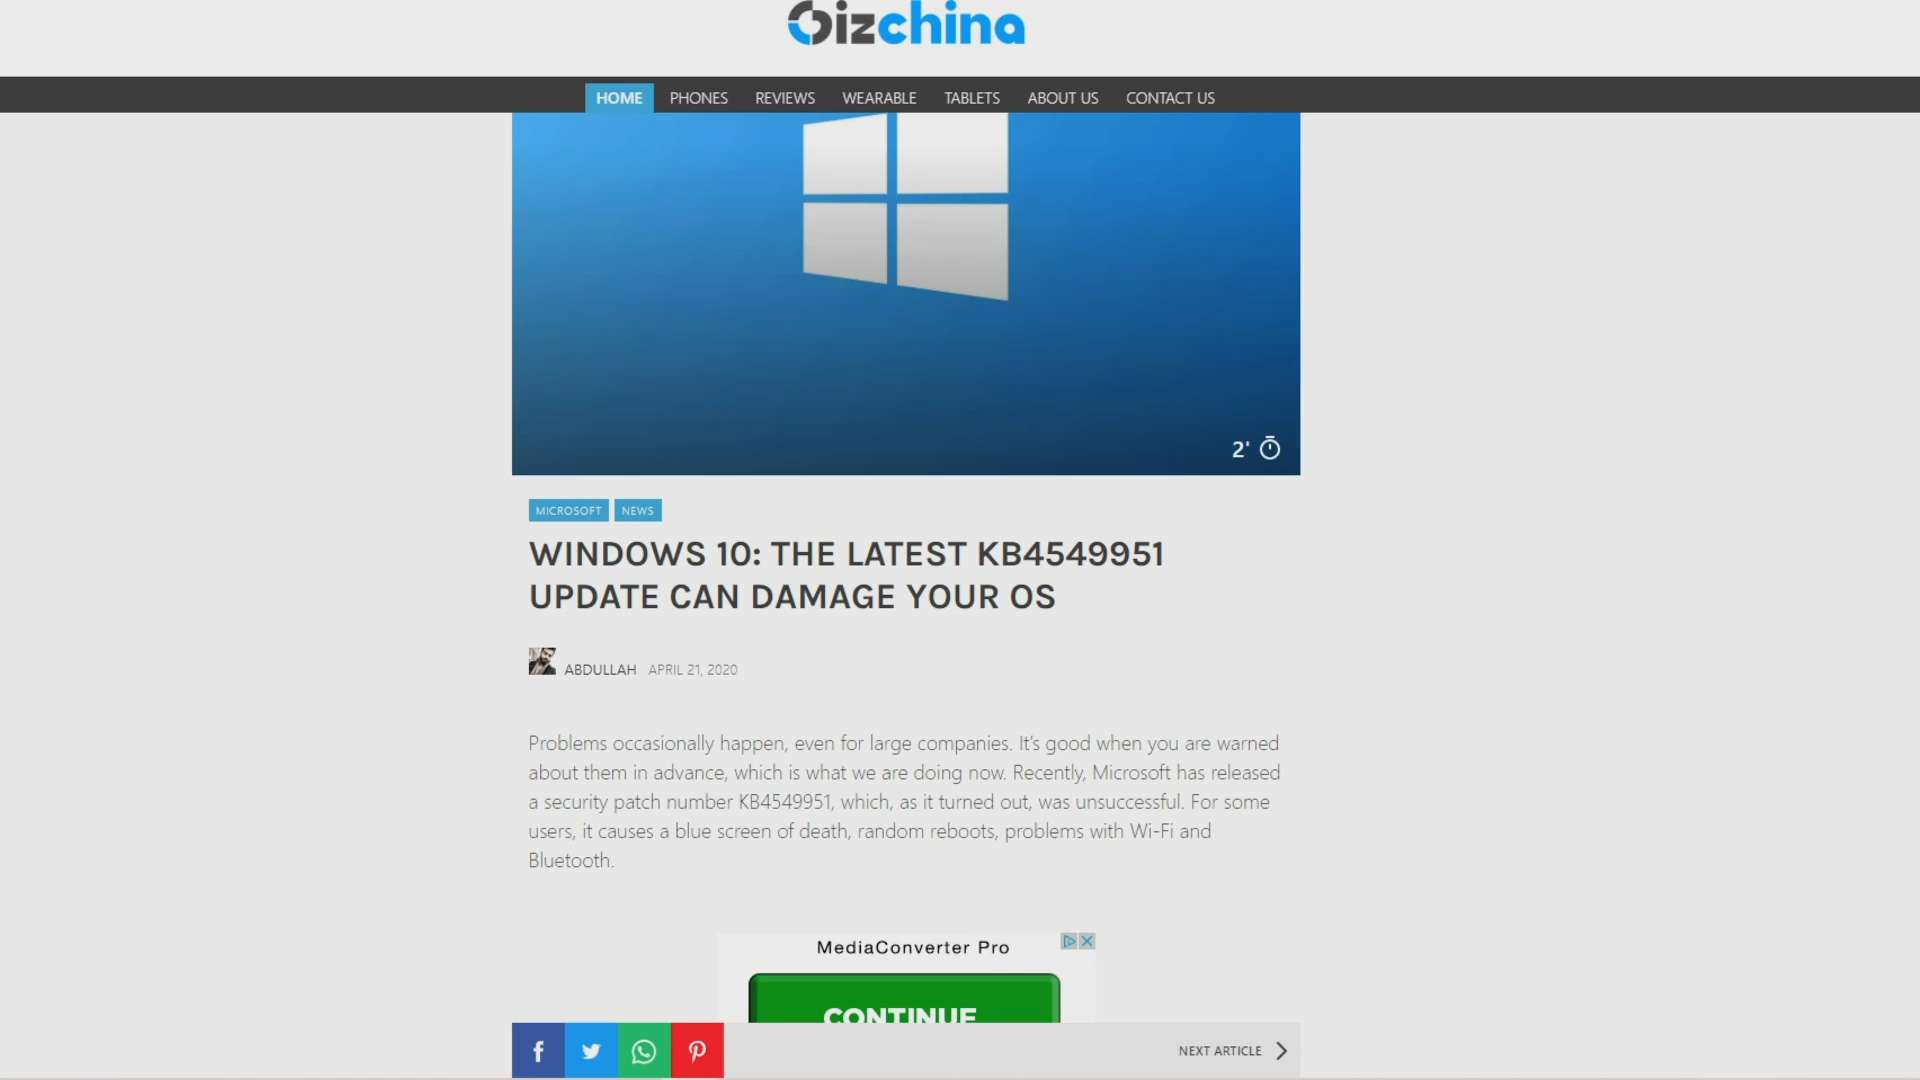 Gizchina
HOME PHONES REVIEWS WEARABLE TABLETS ABOUT US CONTACT US
2'
MICROSOFT NEWS
WINDOWS 10: THE LATEST KB4549951
UPDATE CAN DAMAGE YOUR OS
ABDULLAH APRIL 21, 2020
Problems occasionally happen, even for large companies. It's good when you are warned
about them in advance, which is what we are doing now. Recently, Microsoft has released
a security patch number KB4549951, which, as it turned out, was unsuccessful. For some
users, it causes a blue screen of death, random reboots, problems with Wi-Fi and
Bluetooth.
MediaConverter Pro
CONTINUE
NEXT ARTICLE